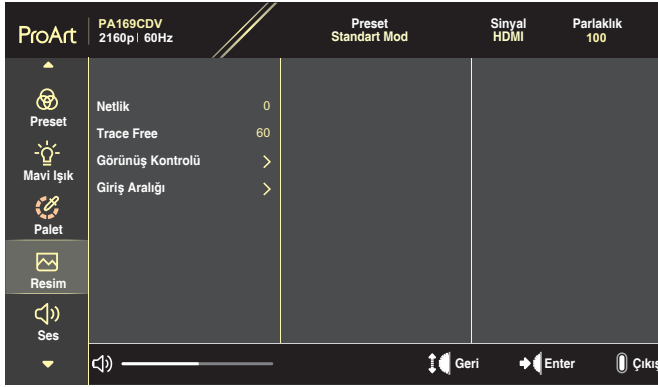 ProArt
PA169CDV
2160p 60Hz
Preset
Standart Mod
Sinyal
HDMI
Parlaklık
100
Preset
Mavi Işık
Palet
Resim
Ses
Netlik 0
Trace Free 60
Görünüş Kontrolü
Giriş Aralığı
Geri
Enter
Çıkış